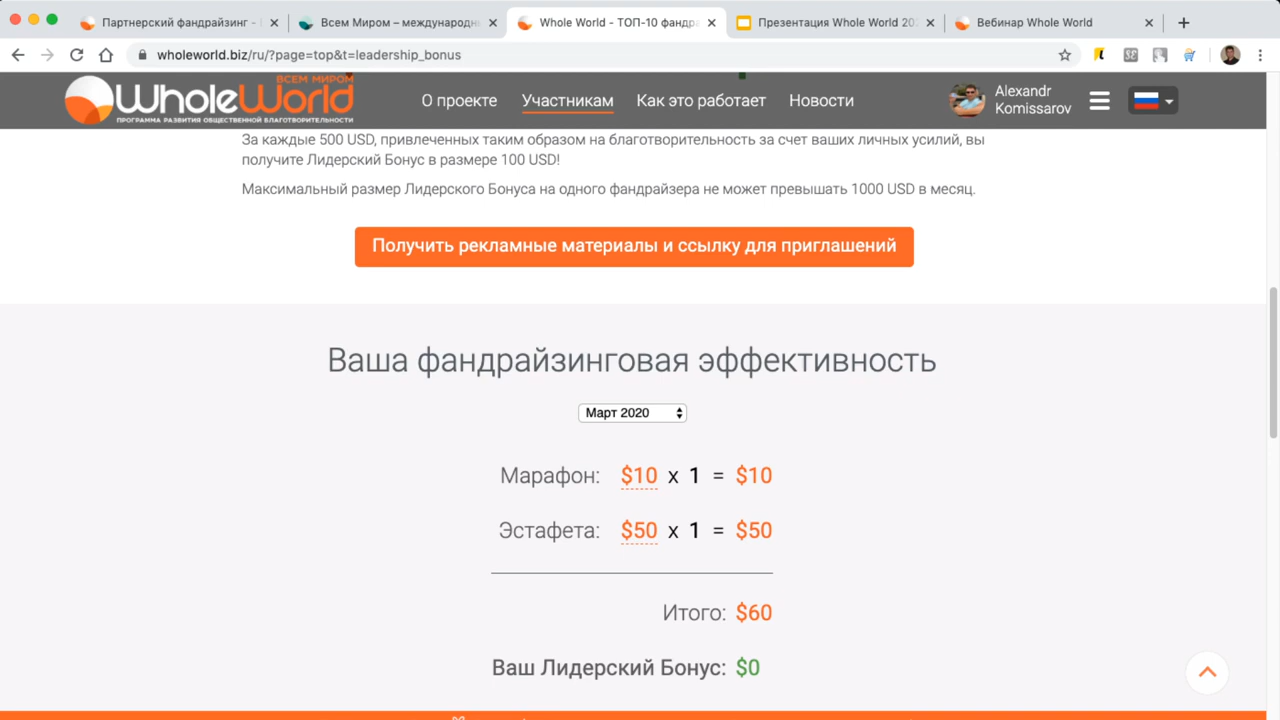 Партнерский фандрайзинг -
Всем Миром – международн
Whole World - ТОП-10 фандра
Презентация Whole World 202
Вебинар Whole World
wholeworld.biz/ru/?page=top&t=leadership_bonus
ВСЕМ МИРОМ
WholeWorld
ПРОГРАММА РАЗВИТИЯ ОБЩЕСТВЕННОЙ БЛАГОТВОРИТЕЛЬНОСТИ
О проекте
Участникам
Как это работает
Новости
Alexandr
Komissarov
За каждые 500 USD, привлеченных таким образом на благотворительность за счет ваших личных усилий, вы
получите Лидерский Бонус в размере 100 USD!
Максимальный размер Лидерского Бонуса на одного фандрайзера не может превышать 1000 USD в месяц.
Получить рекламные материалы и ссылку для приглашений
Ваша фандрайзинговая эффективность
Март 2020
Марафон: $10 x 1 = $10
Эстафета: $50 x 1 = $50
Итого: $60
Ваш Лидерский Бонус: $0